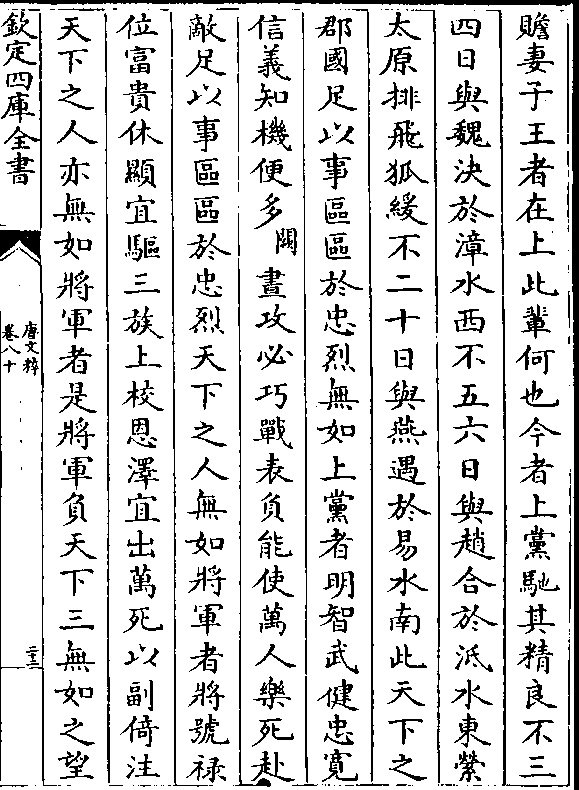 贍妻子王者在上此輩何也今者上黨馳其精良不三
四日與魏決於漳水西不五六日與趙合於泜水東縈
太原排飛狐緩不二十日與燕遇於易水南此天下之
郡國足以事區區於忠烈無如上黨者明智武健忠寬
信義知機便多闕晝攻必巧戰表負能使萬人樂死赴
敵足以事區區於忠烈天下之人無如將軍者將號禄
位富貴休顯宜驅三族上校恩澤宜出萬死以副倚注
天下之人亦無如將軍者是將軍負天下三無如之望
欽定四庫全書
唐文粹
卷八十
二十三